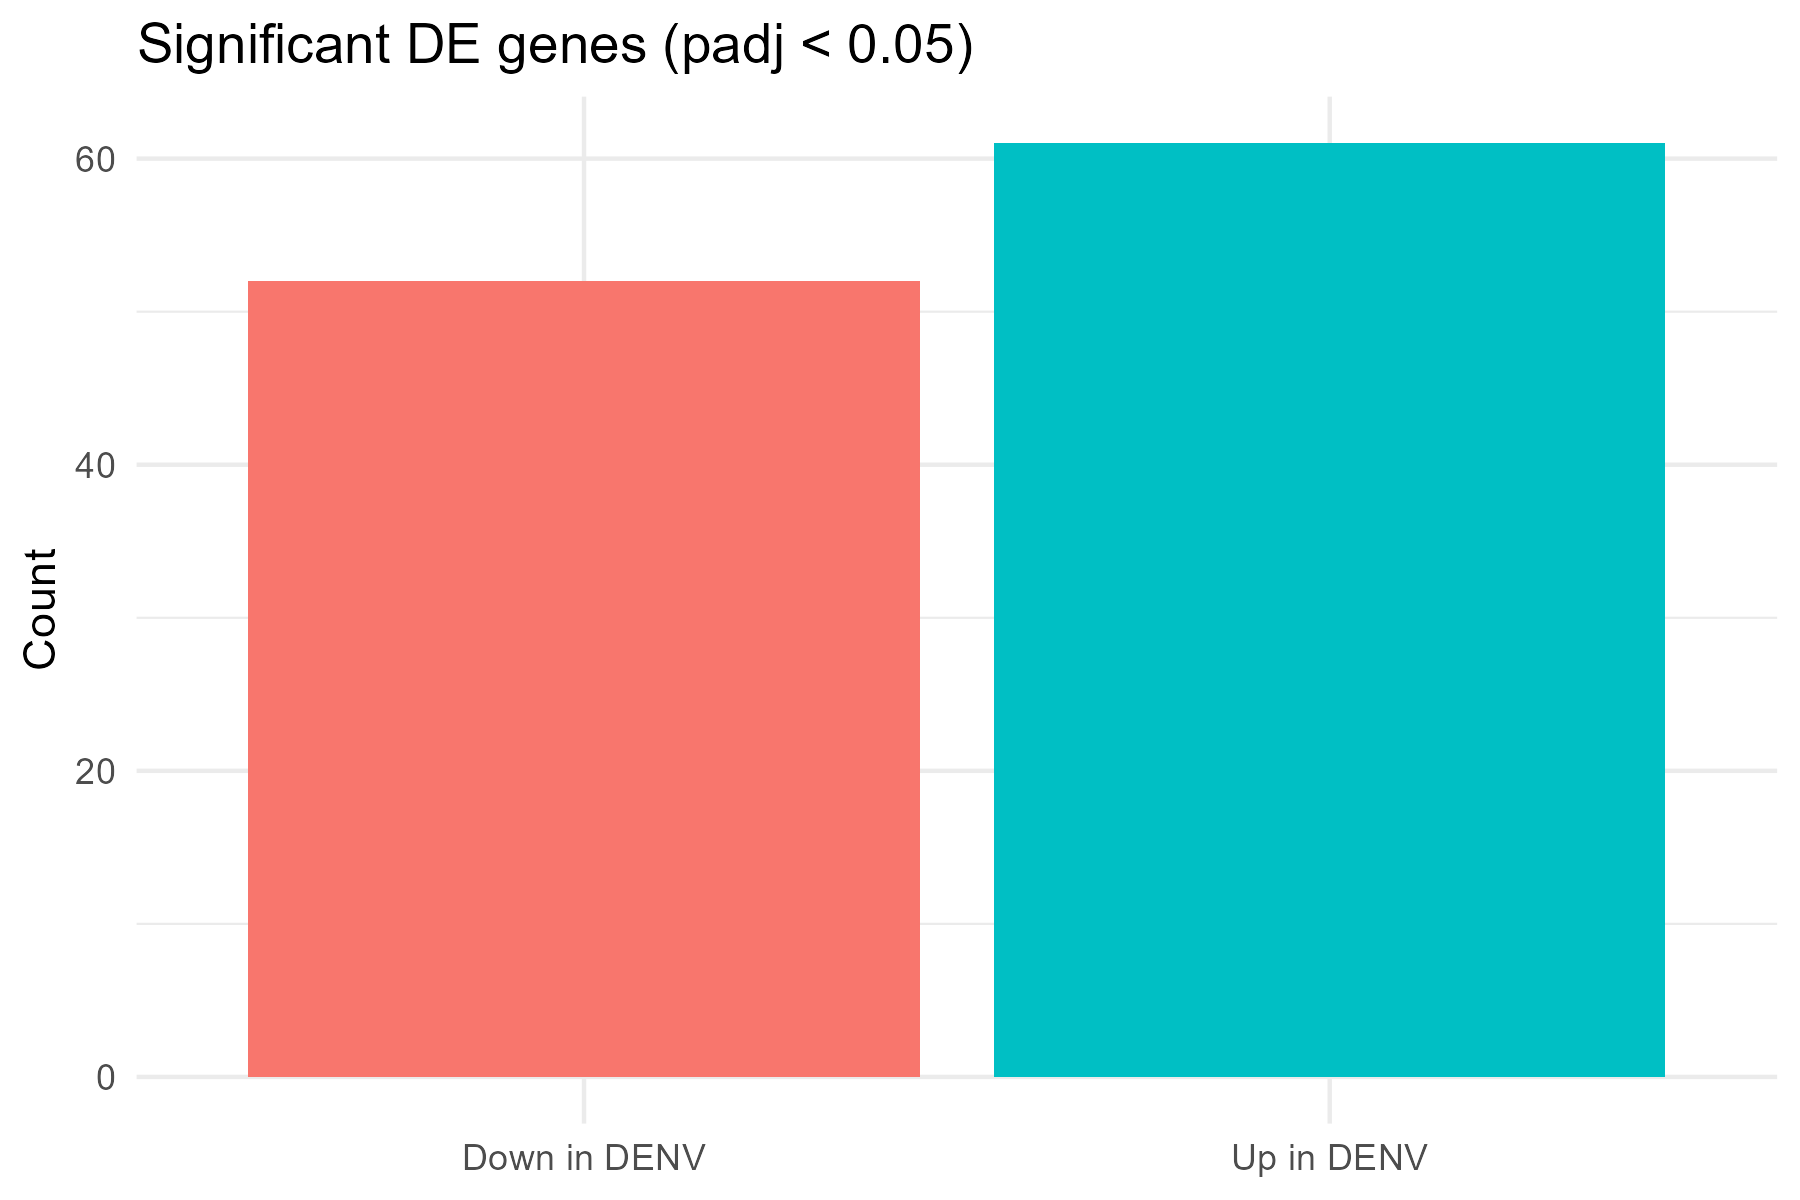 Significant DE genes (padj < 0.05)
60
40
20
0
Count
Down in DENV
Up in DENV